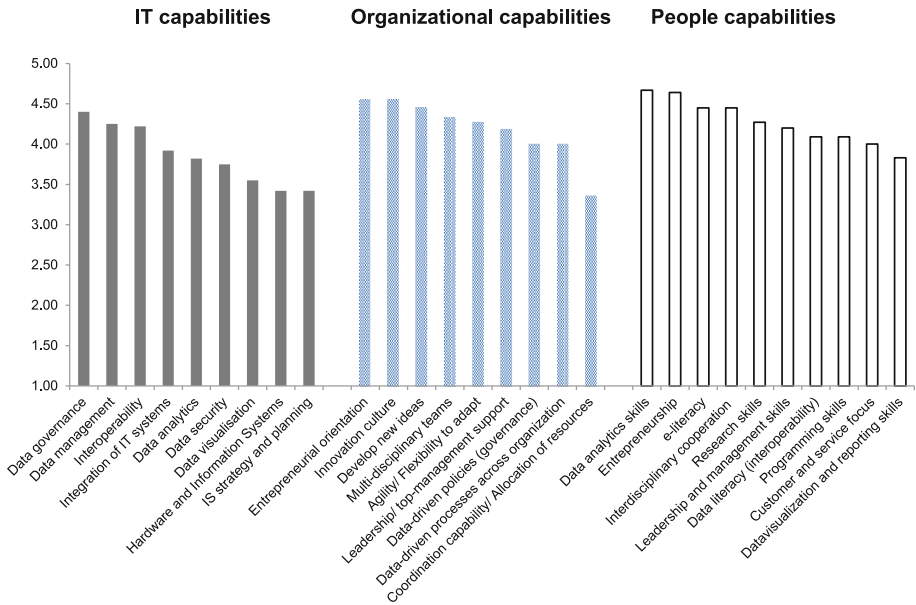 IT capabilities
Organizational capabilities
People capabilities
5.00
4.50
4.00
3.50
3.00
2.50
2.00
1.50
1.00
Data governance
Data management
Interoperability
Integration of IT systems
Data analytics
Data security
Data visualisation
Hardware and Information Systems
IS strategy and planning
Entrepreneurial orientation
Innovation culture
Develop new ideas
Multi-disciplinary teams
Agility/ Flexibility to adapt
Leadership/ top-management support
Data-driven policies (governance)
Data-driven processes across organization
Coordination capability/ Allocation of resources
Data analytics skills
Entrepreneurship
e-literacy
Interdisciplinary cooperation
Research skills
Leadership and management skills
Data literacy (interoperability)
Programming skills
Customer and service focus
Datavisualization and reporting skills